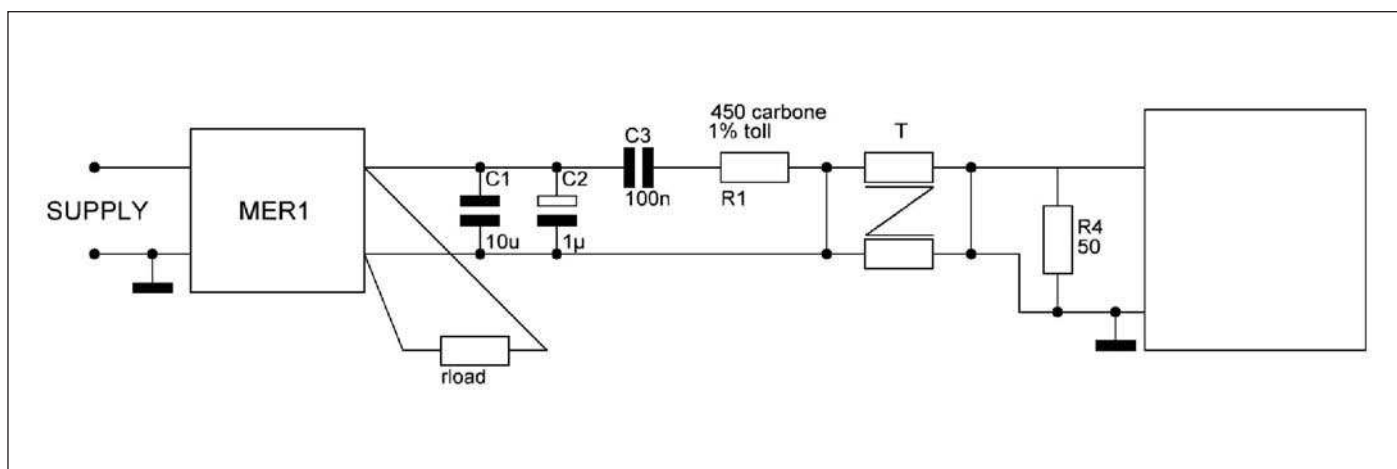 SUPPLY
MER1
C1
10u
C2
1µ
C3
100n
450 carbone
1% toll
R1
T
R4
50
rload